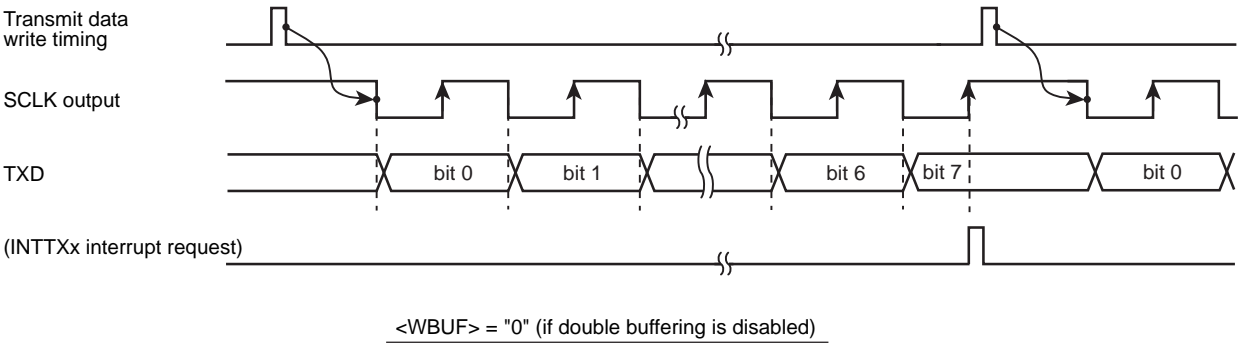 Transmit data
write timing
SCLK output
TXD
bit 0
bit 1
bit 6
bit 7
bit 0
(INTTXx interrupt request)
<WBUF> = "0" (if double buffering is disabled)